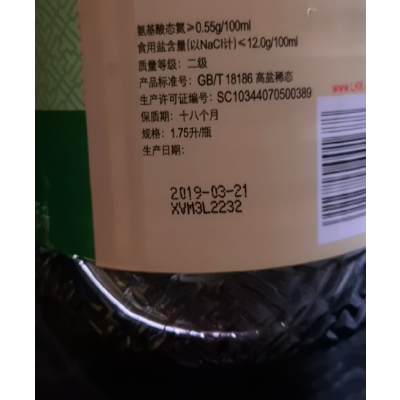 氨基酸态氮≥0.55g/100ml
食用盐含量(以NaCl计)≤12.0g/100ml
质量等级：二级
产品标准号：GB/T 18186 高盐稀态
生产许可证编号：SC10344070500389
保质期：十八个月
规格：1.75升/瓶
生产日期：
2019-03-21
XVM3L2232
www.LKK.